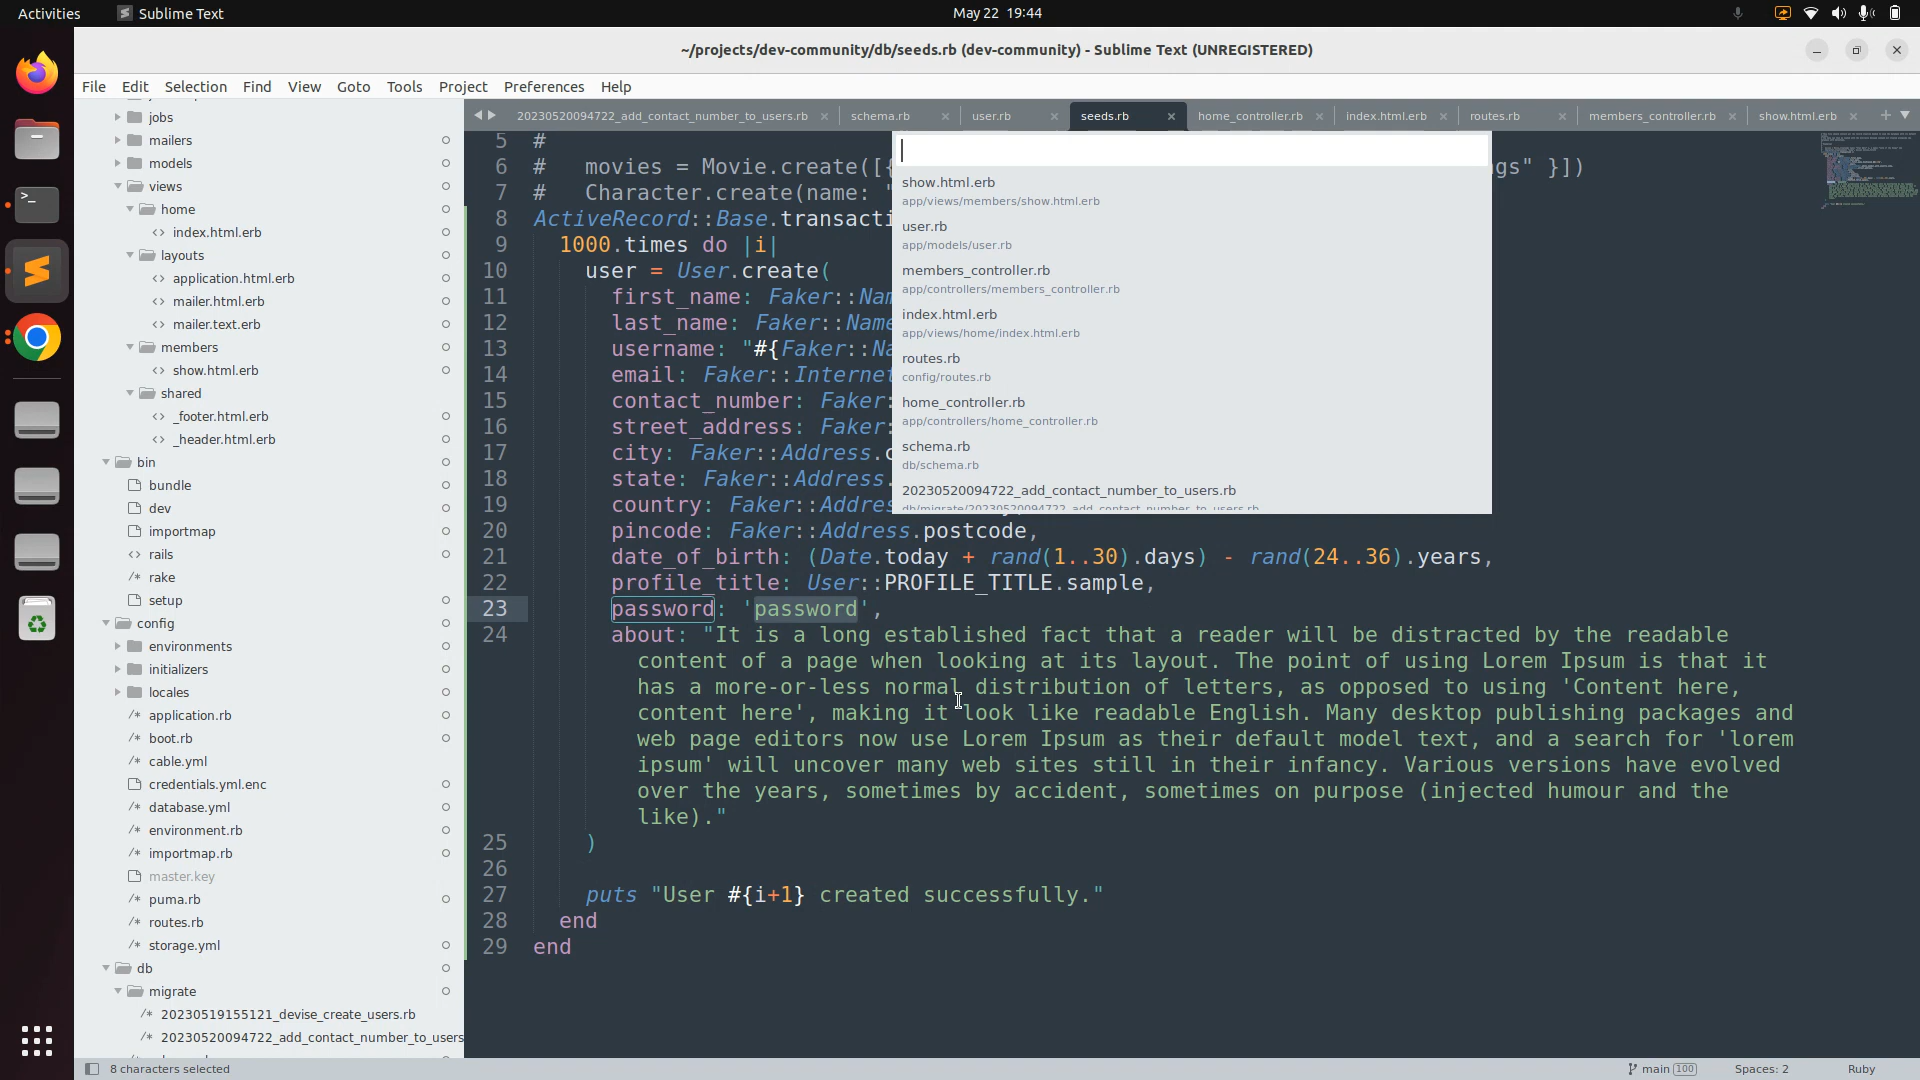 Activities
Sublime Text
May 22 19:44
~/projects/dev-community/db/seeds.rb (dev-community) - Sublime Text (UNREGISTERED)
File Edit Selection Find View Goto Tools Project Preferences Help
jobs
mailers
models
views
home
index.html.erb
layouts
application.html.erb
mailer.html.erb
mailer.text.erb
members
show.html.erb
shared
_footer.html.erb
_header.html.erb
bin
bundle
dev
importmap
rails
rake
setup
config
environments
initializers
locales
application.rb
boot.rb
cable.yml
credentials.yml.enc
database.yml
environment.rb
importmap.rb
master.key
puma.rb
routes.rb
storage.yml
db
migrate
20230519155121_devise_create_users.rb
20230520094722_add_contact_number_to_users
20230520094722_add_contact_number_to_users.rb
schema.rb
user.rb
seeds.rb
home_controller.rb
index.html.erb
routes.rb
members_controller.rb
show.html.erb
5 #
6 #   movies = Movie.create([{ gs" }])
7 #   Character.create(name: "
8 ActiveRecord::Base.transacti
9   1000.times do |i|
10     user = User.create(
11       first_name: Faker::Nam
12       last_name: Faker::Name
13       username: "#{Faker::Na
14       email: Faker::Internet
15       contact_number: Faker:
16       street_address: Faker:
17       city: Faker::Address.c
18       state: Faker::Address.
19       country: Faker::Addres
20       pincode: Faker::Address.postcode,
21       date_of_birth: (Date.today + rand(1..30).days) - rand(24..36).years,
22       profile_title: User::PROFILE_TITLE.sample,
23       password: 'password',
24       about: "It is a long established fact that a reader will be distracted by the readable
content of a page when looking at its layout. The point of using Lorem Ipsum is that it
has a more-or-less normal distribution of letters, as opposed to using 'Content here,
content here', making it look like readable English. Many desktop publishing packages and
web page editors now use Lorem Ipsum as their default model text, and a search for 'lorem
ipsum' will uncover many web sites still in their infancy. Various versions have evolved
over the years, sometimes by accident, sometimes on purpose (injected humour and the
like)."
25     )
26
27     puts "User #{i+1} created successfully."
28   end
29 end
show.html.erb
app/views/members/show.html.erb
user.rb
app/models/user.rb
members_controller.rb
app/controllers/members_controller.rb
index.html.erb
app/views/home/index.html.erb
routes.rb
config/routes.rb
home_controller.rb
app/controllers/home_controller.rb
schema.rb
db/schema.rb
20230520094722_add_contact_number_to_users.rb
db/migrate/20230520094722_add_contact_number_to_users.rb
8 characters selected
main 100
Spaces: 2
Ruby